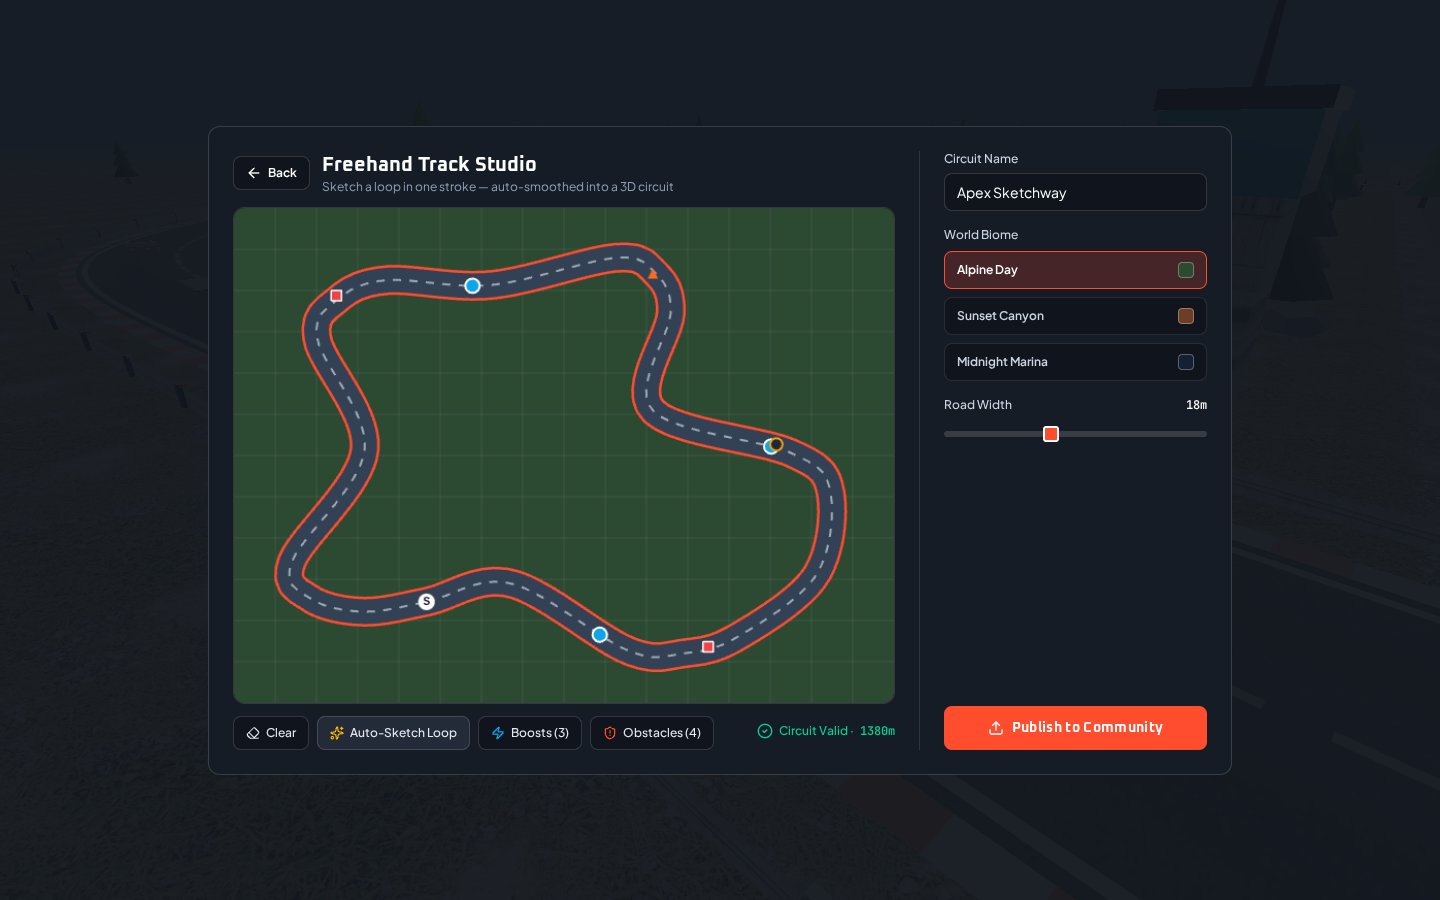 Back
Freehand Track Studio
Sketch a loop in one stroke — auto-smoothed into a 3D circuit
S
Clear
Auto-Sketch Loop
Boosts (3)
Obstacles (4)
Circuit Valid · 1380m
Circuit Name
Apex Sketchway
World Biome
Alpine Day
Sunset Canyon
Midnight Marina
Road Width 18m
Publish to Community